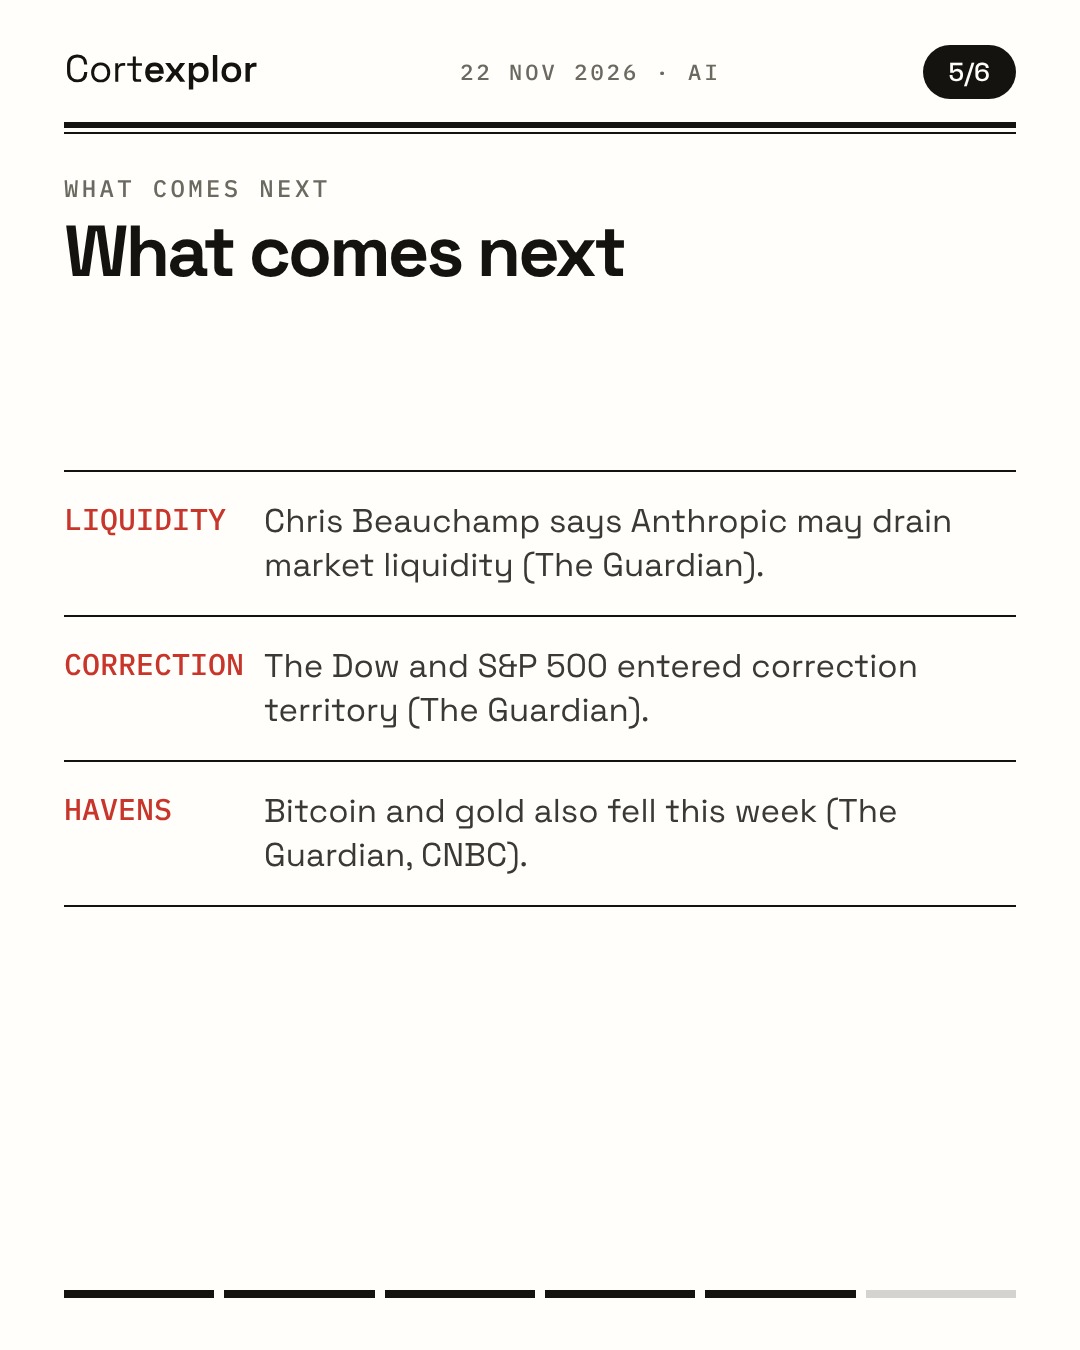 Cortexplor
22 NOV 2026 · AI
5/6
WHAT COMES NEXT
What comes next
LIQUIDITY
Chris Beauchamp says Anthropic may drain
market liquidity (The Guardian).
CORRECTION
The Dow and S&P 500 entered correction
territory (The Guardian).
HAVENS
Bitcoin and gold also fell this week (The
Guardian, CNBC).